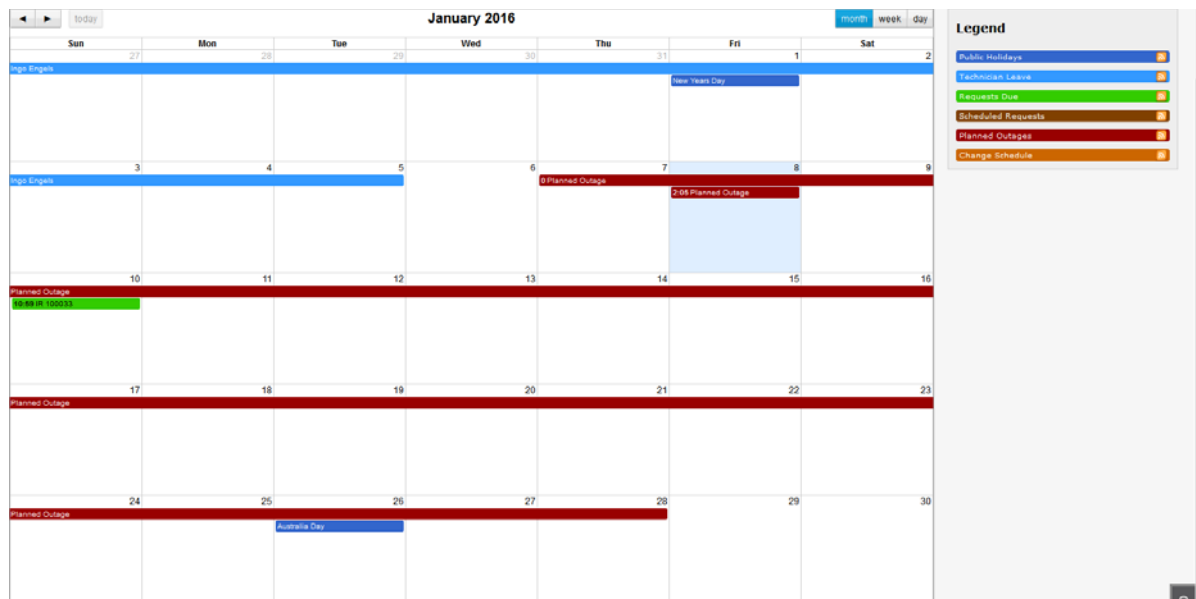 ◄ ► today January 2016 month week day
Sun Mon Tue Wed Thu Fri Sat
27 28 29 30 31 1 2
Ingo Engels
New Years Day
3 4 5 6 7 8 9
Ingo Engels 0 Planned Outage
2:05 Planned Outage
10 11 12 13 14 15 16
Planned Outage
10:59 IR 100033
17 18 19 20 21 22 23
Planned Outage
24 25 26 27 28 29 30
Planned Outage
Australia Day
Legend
Public Holidays
Technician Leave
Requests Due
Scheduled Requests
Planned Outages
Change Schedule